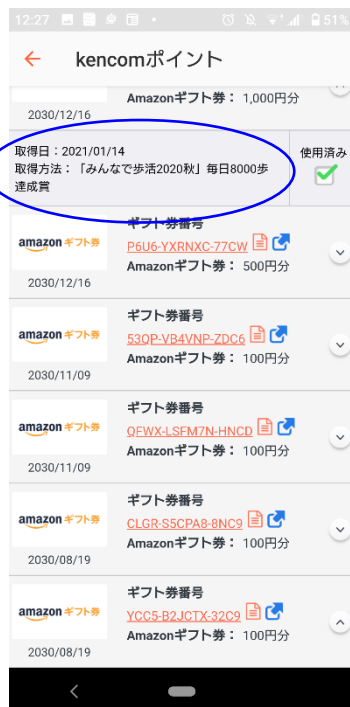 12:27
51%
kencomポイント
Amazonギフト券： 1,000円分
2030/12/16
取得日：2021/01/14
取得方法：「みんなで歩活2020秋」毎日8000歩
達成賞
使用済み
ギフト券番号
amazon ギフト券
P6U6-YXRNXC-77CW
Amazonギフト券： 500円分
2030/12/16
ギフト券番号
amazon ギフト券
53QP-VB4VNP-ZDC6
Amazonギフト券： 100円分
2030/11/09
ギフト券番号
amazon ギフト券
QFWX-LSFM7N-HNCD
Amazonギフト券： 100円分
2030/11/09
ギフト券番号
amazon ギフト券
CLGR-S5CPA8-8NC9
Amazonギフト券： 100円分
2030/08/19
ギフト券番号
amazon ギフト券
YCC5-B2JCTX-32C9
Amazonギフト券： 100円分
2030/08/19